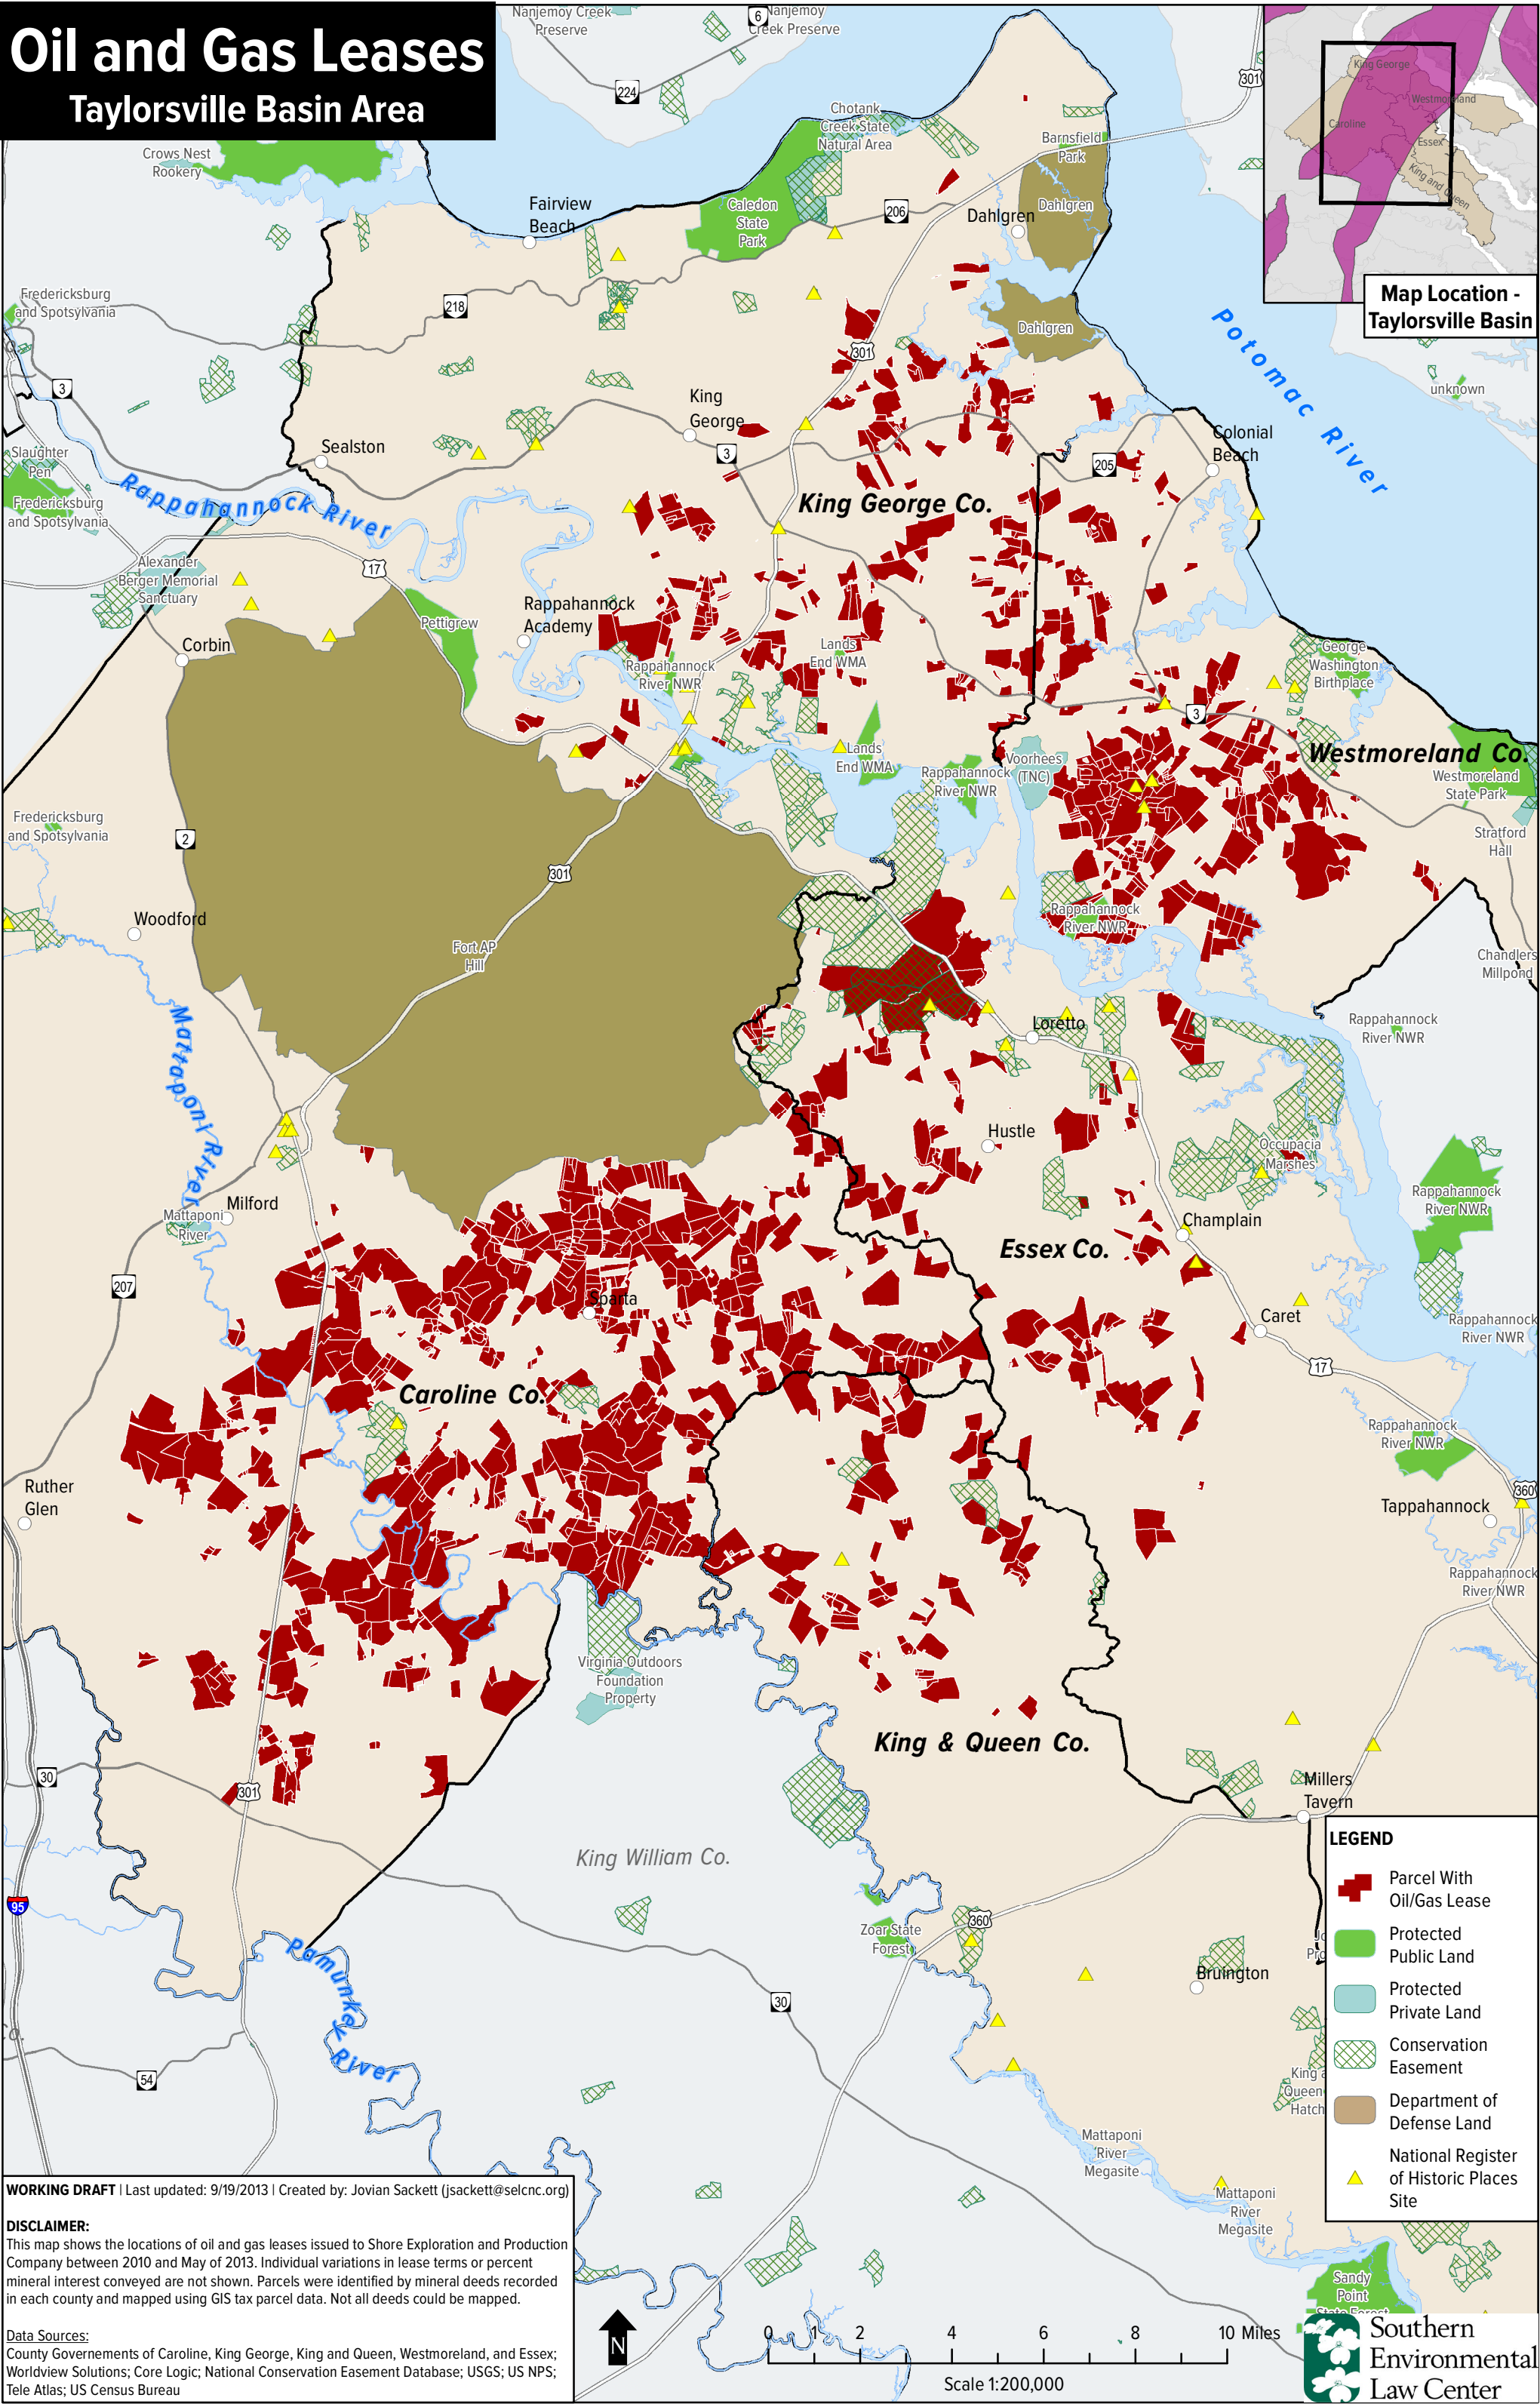 Oil and Gas Leases
Taylorsville Basin Area
Nanjemoy Creek
Preserve
6
Nanjemoy
Creek Preserve
224
301
King George
Westmoreland
Caroline
Essex
King and Queen
Map Location -
Taylorsville Basin
Crows Nest
Rookery
Chotank
Creek State
Natural Area
Barnsfield
Park
Fairview
Beach
Caledon
State
Park
206
Dahlgren
Dahlgren
Fredericksburg
and Spotsylvania
218
301
Dahlgren
Potomac River
unknown
3
King
George
Sealston
3
205
Colonial
Beach
Slaughter
Pen
Fredericksburg
and Spotsylvania
Rappahannock River
King George Co.
Alexander
Berger Memorial
Sanctuary
17
Corbin
Pettigrew
Rappahannock
Academy
Rappahannock
River NWR
Lands
End WMA
George
Washington
Birthplace
3
Westmoreland Co.
Lands
End WMA
Rappahannock
River NWR
Voorhees
(TNC)
Westmoreland
State Park
Stratford
Hall
Fredericksburg
and Spotsylvania
2
301
Woodford
Fort AP
Hill
Rappahannock
River NWR
Chandlers
Millpond
Mattaponi River
Loretto
Rappahannock
River NWR
Hustle
Occupacia
Marshes
Milford
Mattaponi
River
Rappahannock
River NWR
Champlain
Essex Co.
207
Sparta
Caret
Rappahannock
River NWR
17
Caroline Co.
Rappahannock
River NWR
Ruther
Glen
360
Tappahannock
Rappahannock
River NWR
Virginia Outdoors
Foundation
Property
King & Queen Co.
30
301
Millers
Tavern
King William Co.
95
Zoar State
Forest
360
Bruington
Pamunkey River
30
54
King
Queen
Hatch
Mattaponi
River
Megasite
Mattaponi
River
Megasite
Sandy
Point
State Forest
LEGEND
Parcel With
Oil/Gas Lease
Protected
Public Land
Protected
Private Land
Conservation
Easement
Department of
Defense Land
National Register
of Historic Places
Site
WORKING DRAFT | Last updated: 9/19/2013 | Created by: Jovian Sackett (jsackett@selcnc.org)
DISCLAIMER:
This map shows the locations of oil and gas leases issued to Shore Exploration and Production
Company between 2010 and May of 2013. Individual variations in lease terms or percent
mineral interest conveyed are not shown. Parcels were identified by mineral deeds recorded
in each county and mapped using GIS tax parcel data. Not all deeds could be mapped.
Data Sources:
County Governements of Caroline, King George, King and Queen, Westmoreland, and Essex;
Worldview Solutions; Core Logic; National Conservation Easement Database; USGS; US NPS;
Tele Atlas; US Census Bureau
N
0 1 2 4 6 8 10 Miles
Scale 1:200,000
Southern
Environmental
Law Center